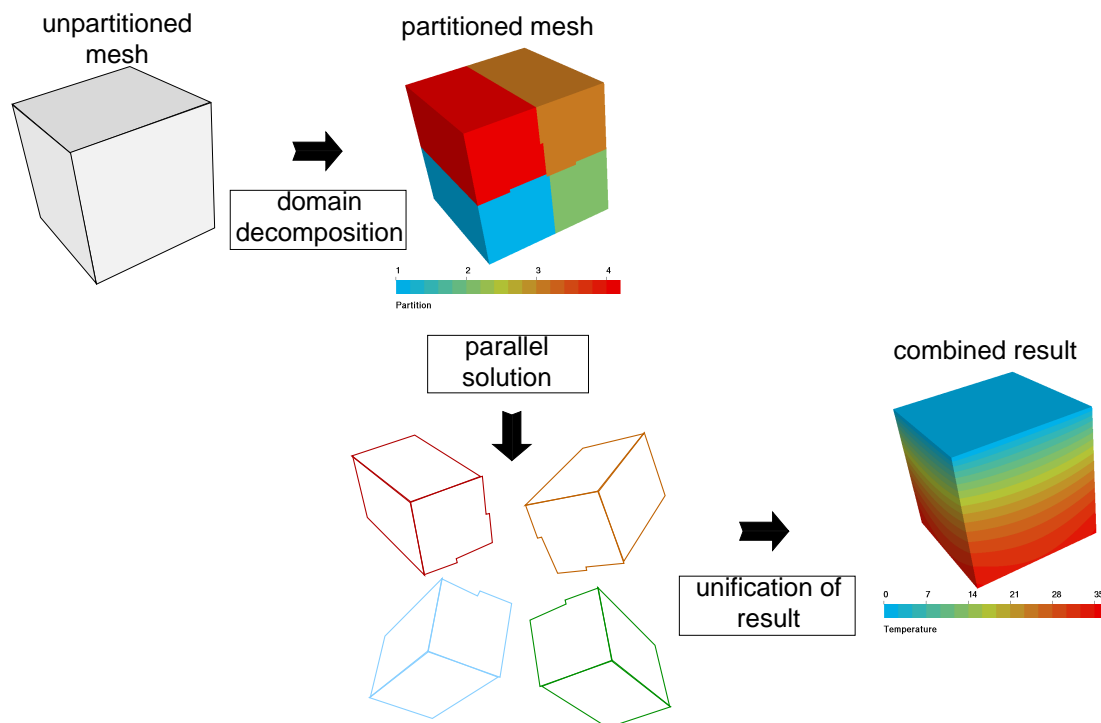 unpartitioned
mesh
partitioned mesh
domain
decomposition
1 2 3 4
Partition
parallel
solution
combined result
unification of
result
0 7 14 21 28 35
Temperature